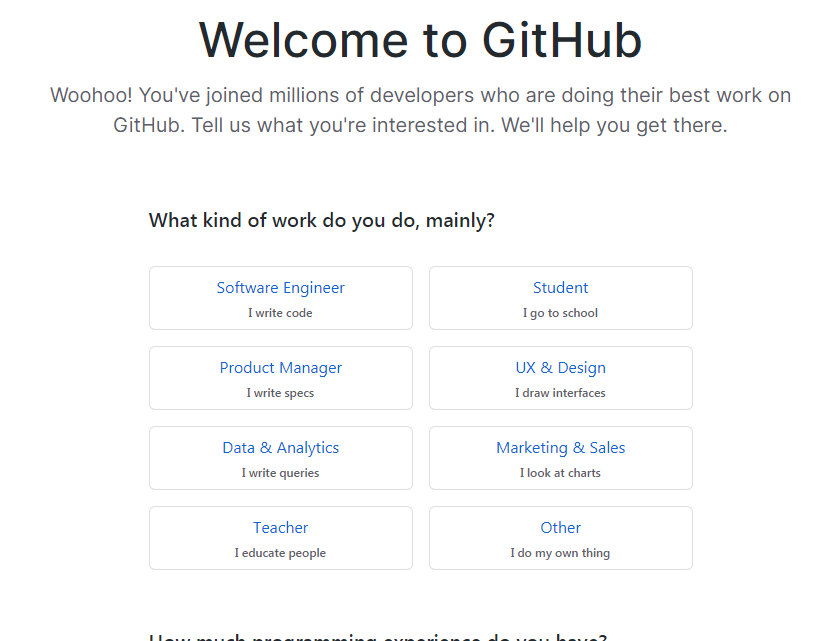 Welcome to GitHub
Woohoo! You've joined millions of developers who are doing their best work on
GitHub. Tell us what you're interested in. We'll help you get there.
What kind of work do you do, mainly?
Software Engineer
I write code
Student
I go to school
Product Manager
I write specs
UX & Design
I draw interfaces
Data & Analytics
I write queries
Marketing & Sales
I look at charts
Teacher
I educate people
Other
I do my own thing
How much programming experience do you have?